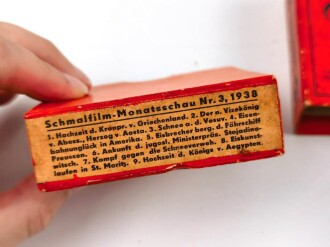 Schmalfilm-Monatsschau Nr. 3, 1938
1. Hochzeit d. Kronpr. v. Griechenland. 2. Der n. Vizekönig
v. Abess., Herzog v. Aosta. 3. Schnee a. d. Vesuv. 4. Eisen-
bahnunglück in Amerika. 5. Eisbrecher berg. d. Fährschiff
Preussen. 6. Ankunft d. jugosl. Ministerpräs. Stojadino-
witsch. 7. Kampf gegen die Schneeverweh. 8. Eiskunst-
laufen in St. Moritz. 9. Hochzeit d. Königs v. Aegypten.